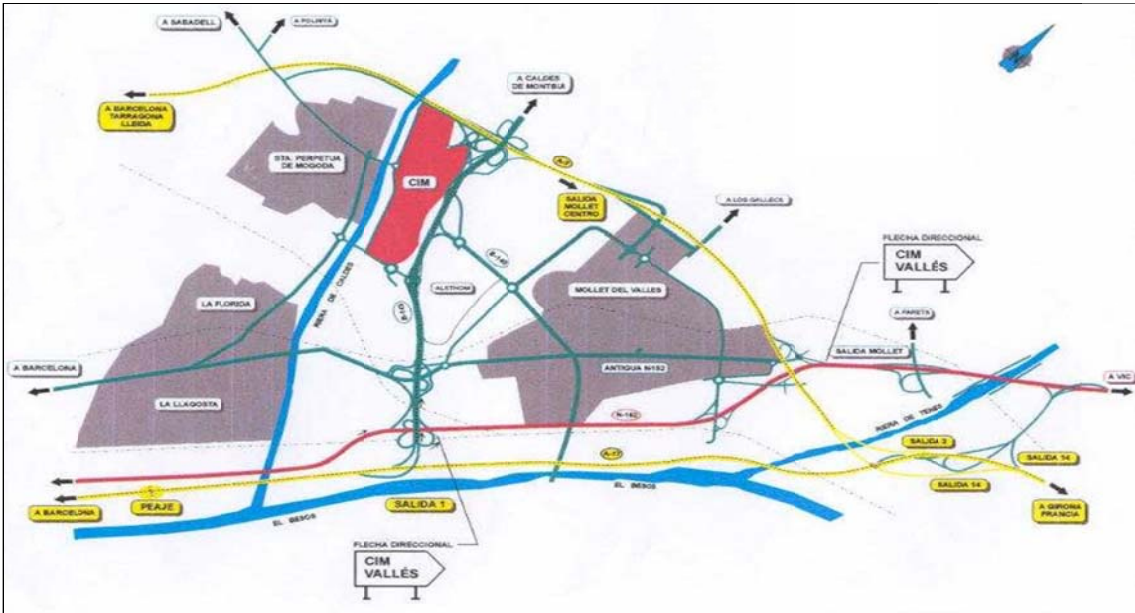 A SABADELL
A POLINYÀ
A CALDES
DE MONTBUI
A BARCELONA
TARRAGONA
LLEIDA
STA. PERPETUA
DE MOGODA
CIM
A-7
SALIDA
MOLLET
CENTRO
A LOS GALLECS
FLECHA DIRECCIONAL
CIM
VALLÉS
B-140
ALETHOM
MOLLET DEL VALLES
LA FLORIDA
RIERA DE CALDES
A PARETS
SALIDA MOLLET
A BARCELONA
ANTIGUA N152
A VIC
LA LLAGOSTA
N-152
RIERA DE TENES
SALIDA 2
SALIDA 14
A-17
SALIDA 14
A BARCELONA
PEAJE
SALIDA 1
EL BESOS
EL BESOS
A GIRONA
FRANCIA
FLECHA DIRECCIONAL
CIM
VALLÉS